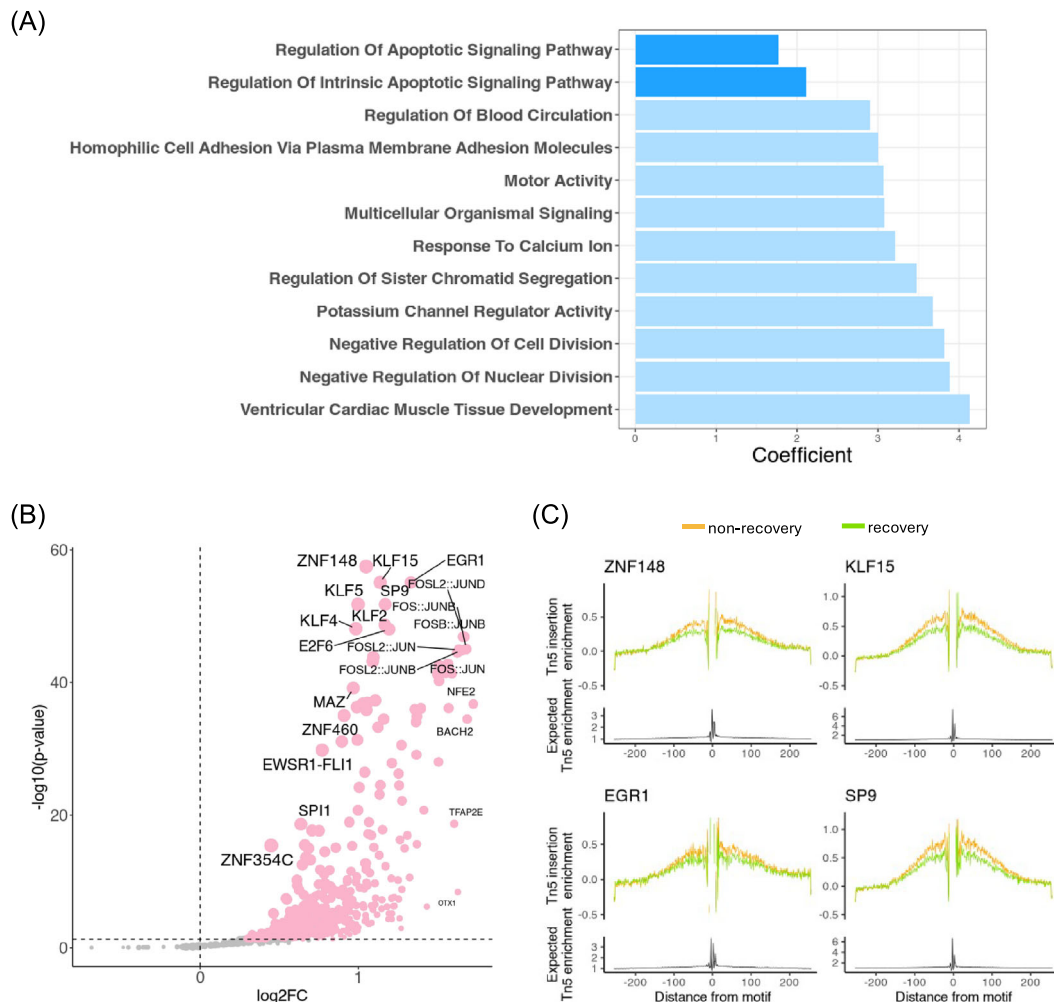 (A)
Regulation Of Apoptotic Signaling Pathway
Regulation Of Intrinsic Apoptotic Signaling Pathway
Regulation Of Blood Circulation
Homophilic Cell Adhesion Via Plasma Membrane Adhesion Molecules
Motor Activity
Multicellular Organismal Signaling
Response To Calcium Ion
Regulation Of Sister Chromatid Segregation
Potassium Channel Regulator Activity
Negative Regulation Of Cell Division
Negative Regulation Of Nuclear Division
Ventricular Cardiac Muscle Tissue Development
0 1 2 3 4
Coefficient
(B)
60
40
20
0
-log10(p-value)
ZNF148 KLF15 EGR1
FOSL2::JUND
KLF5 SP9
FOS::JUNB
KLF4 KLF2 FOSB::JUNB
E2F6 FOSL2::JUN
FOSL2::JUNB FOS::JUN
NFE2
MAZ
BACH2
ZNF460
EWSR1-FLI1
SPI1
TFAP2E
ZNF354C
OTX1
0 1
log2FC
(C)
non-recovery recovery
ZNF148
Tn5 insertion
enrichment
0.5
0.0
-0.5
Expected
Tn5 enrichment
3
2
1
-200 -100 0 100 200
KLF15
1.0
0.5
0.0
-0.5
6
4
2
-200 -100 0 100 200
EGR1
Tn5 insertion
enrichment
0.5
0.0
-0.5
Expected
Tn5 enrichment
3
2
1
-200 -100 0 100 200
Distance from motif
SP9
1.0
0.5
0.0
-0.5
6
4
2
-200 -100 0 100 200
Distance from motif